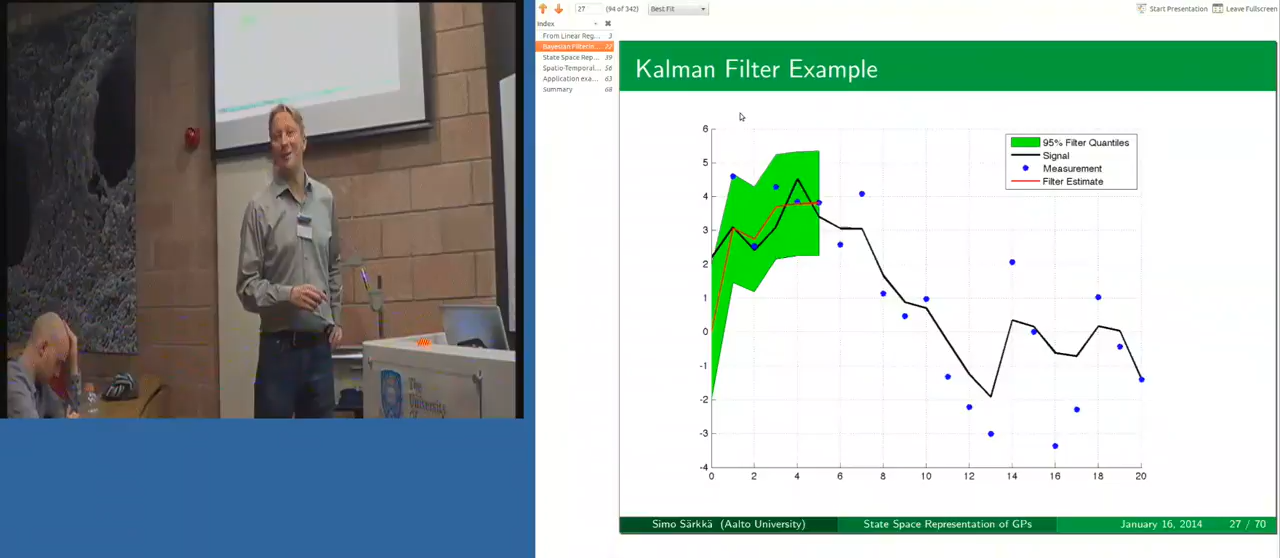 27 (94 of 342) Best Fit Start Presentation Leave Fullscreen
Index
From Linear Reg... 3
Bayesian Filterin... 27
State Space Rep... 39
Spatio-Temporal... 56
Application exa... 63
Summary 68
Kalman Filter Example
95% Filter Quantiles
Signal
Measurement
Filter Estimate
6
5
4
3
2
1
0
-1
-2
-3
-4
0 2 4 6 8 10 12 14 16 18 20
Simo Särkkä (Aalto University) State Space Representation of GPs January 16, 2014 27 / 70
The
University